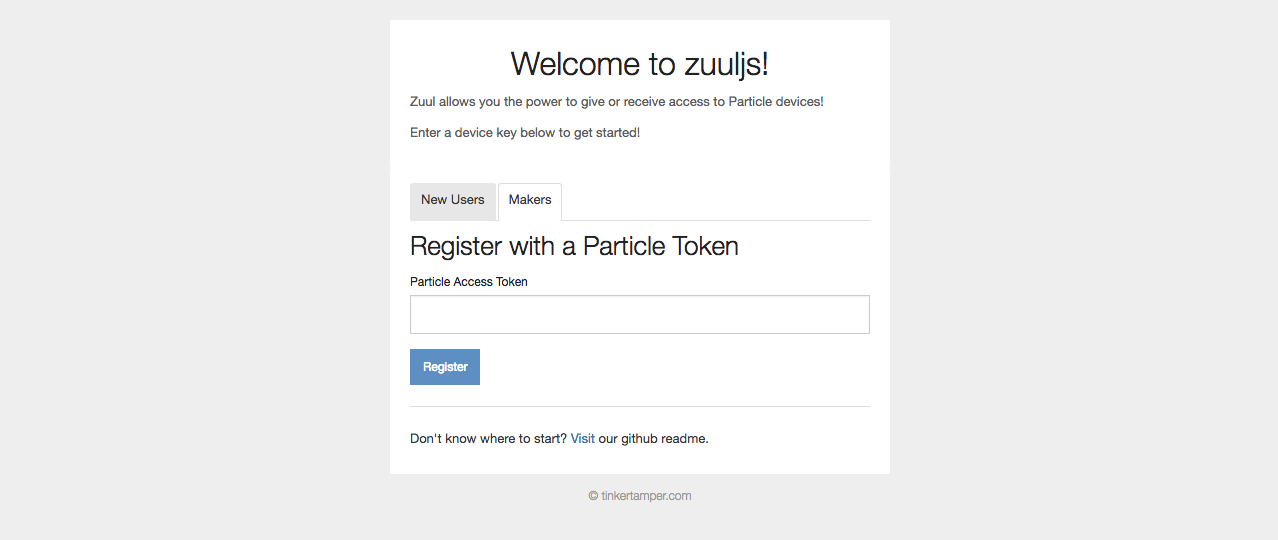 Welcome to zuuljs!
Zuul allows you the power to give or receive access to Particle devices!
Enter a device key below to get started!
New Users
Makers
Register with a Particle Token
Particle Access Token
Register
Don't know where to start? Visit our github readme.
© tinkertamper.com